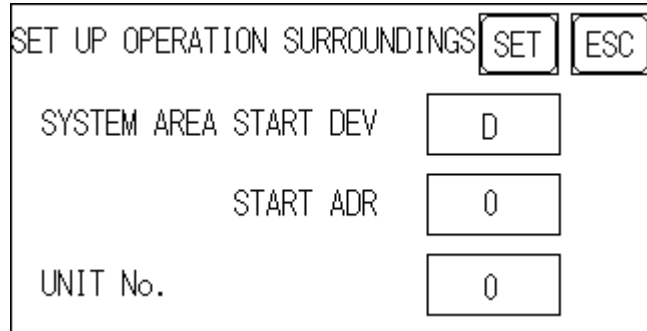 SET UP OPERATION SURROUNDINGS SET ESC
SYSTEM AREA START DEV D
START ADR 0
UNIT No. 0